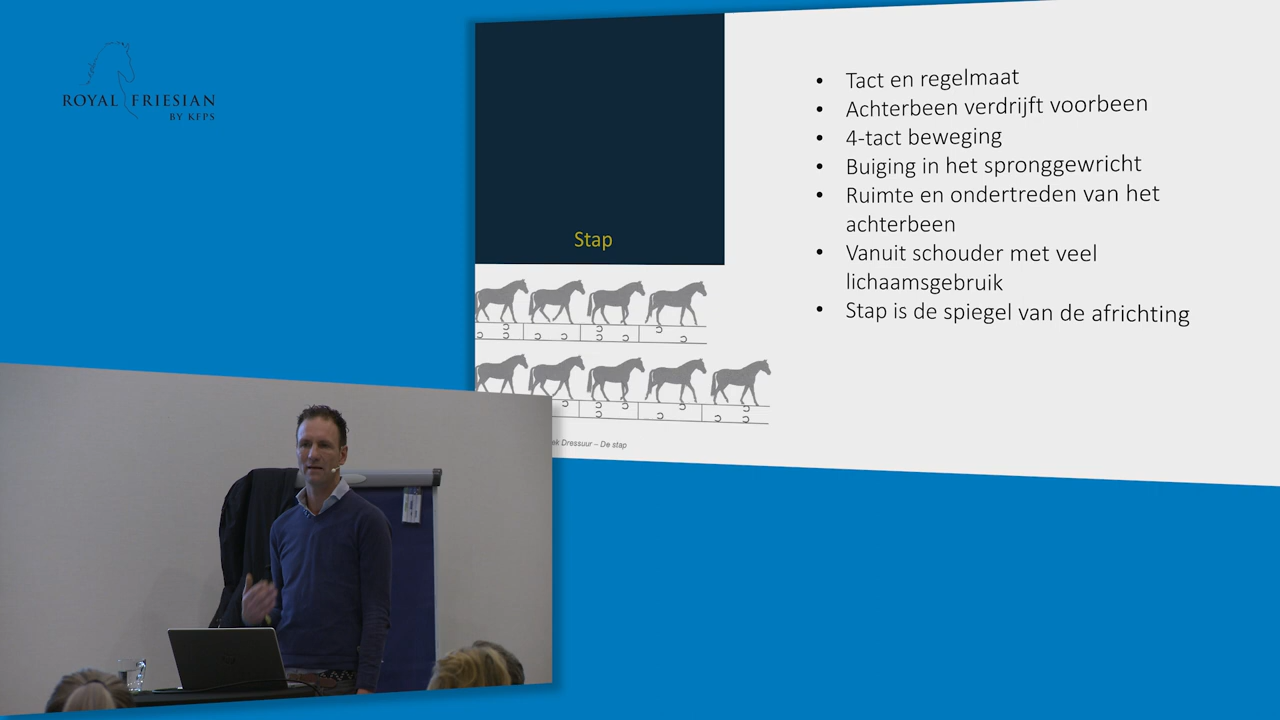 ROYAL FRIESIAN
BY KFPS
Tact en regelmaat
Achterbeen verdrijft voorbeen
4-tact beweging
Buiging in het spronggewricht
Ruimte en ondertreden van het
achterbeen
Vanuit schouder met veel
lichaamsgebruik
Stap is de spiegel van de africhting
Stap
Dressuur – De stap